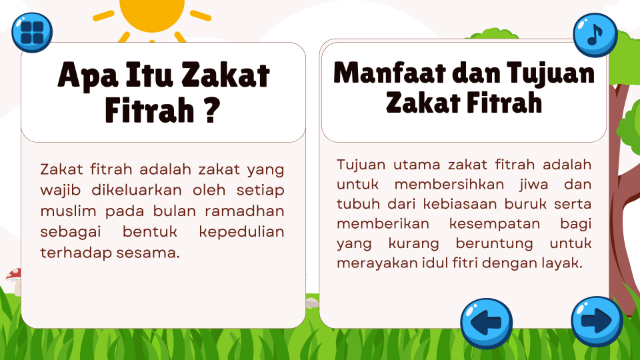 Apa Itu Zakat
Fitrah ?
Zakat fitrah adalah zakat yang
wajib dikeluarkan oleh setiap
muslim pada bulan ramadhan
sebagai bentuk kepedulian
terhadap sesama.
Manfaat dan Tujuan
Zakat Fitrah
Tujuan utama zakat fitrah adalah
untuk membersihkan jiwa dan
tubuh dari kebiasaan buruk serta
memberikan kesempatan bagi
yang kurang beruntung untuk
merayakan idul fitri dengan layak.